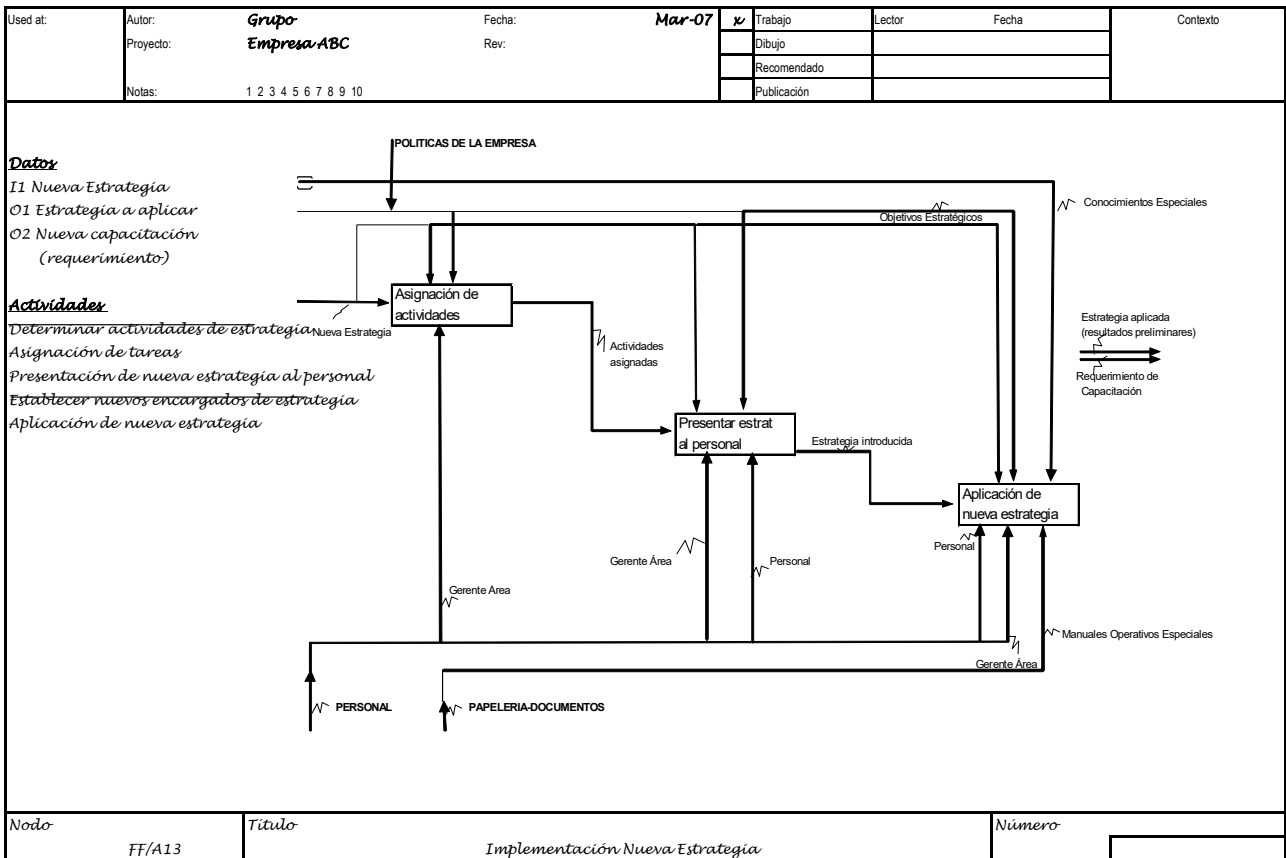 Used at:
Autor: Grupo Fecha: Mar-07 x Trabajo Lector Fecha Contexto
Proyecto: Empresa ABC Rev: Dibujo
Recomendado
Notas: 1 2 3 4 5 6 7 8 9 10 Publicación
POLITICAS DE LA EMPRESA
Datos
I1 Nueva Estrategia
O1 Estrategia a aplicar
O2 Nueva capacitación
(requerimiento)
Conocimientos Especiales
Objetivos Estratégicos
Actividades
Determinar actividades de estrategia
Asignación de tareas
Presentación de nueva estrategia al personal
Establecer nuevos encargados de estrategia
Aplicación de nueva estrategia
Nueva Estrategia
Asignación de
actividades
Actividades
asignadas
Estrategia aplicada
(resultados preliminares)
Requerimiento de
Capacitación
Presentar estrat
al personal
Estrategia introducida
Aplicación de
nueva estrategia
Gerente Area
Gerente Área
Personal
Personal
Gerente Área
Manuales Operativos Especiales
PERSONAL
PAPELERIA-DOCUMENTOS
Nodo Título Número
FF/A13 Implementación Nueva Estrategia